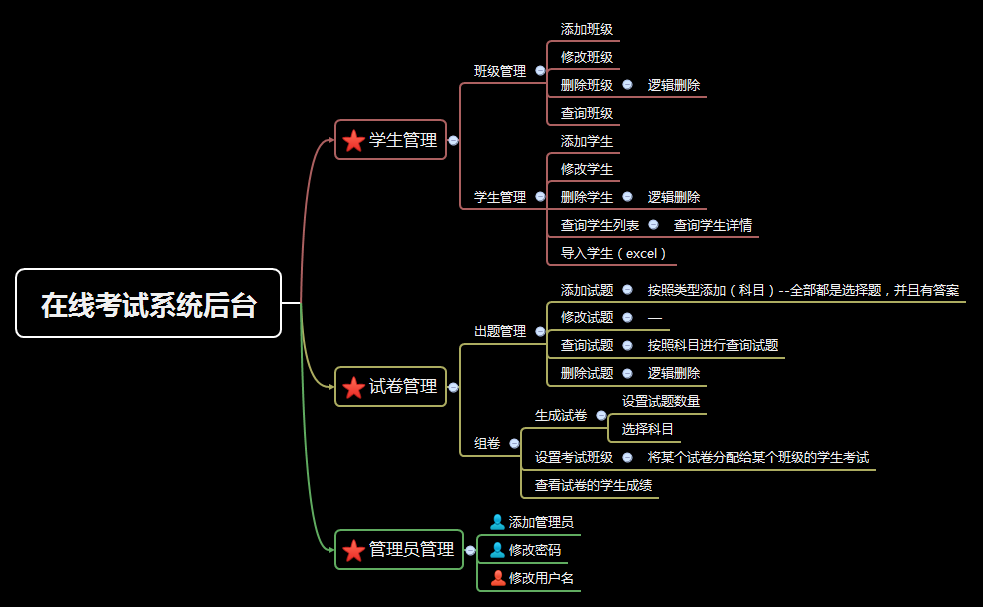 在线考试系统后台
学生管理
班级管理
添加班级
修改班级
删除班级
逻辑删除
查询班级
学生管理
添加学生
修改学生
删除学生
逻辑删除
查询学生列表
查询学生详情
导入学生（excel）
试卷管理
出题管理
添加试题
按照类型添加（科目）--全部都是选择题，并且有答案
修改试题
—
查询试题
按照科目进行查询试题
删除试题
逻辑删除
组卷
生成试卷
设置试题数量
选择科目
设置考试班级
将某个试卷分配给某个班级的学生考试
查看试卷的学生成绩
管理员管理
添加管理员
修改密码
修改用户名